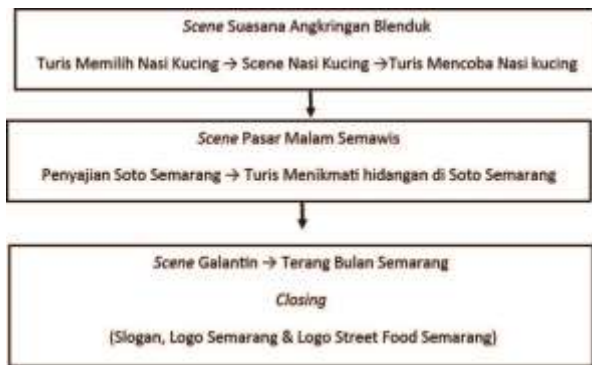 Scene Suasana Angkringan Blenduk
Turis Memilih Nasi Kucing → Scene Nasi Kucing →Turis Mencoba Nasi kucing
Scene Pasar Malam Semawis
Penyajian Soto Semarang → Turis Menikmati hidangan di Soto Semarang
Scene Galantin → Terang Bulan Semarang
Closing
(Slogan, Logo Semarang & Logo Street Food Semarang)